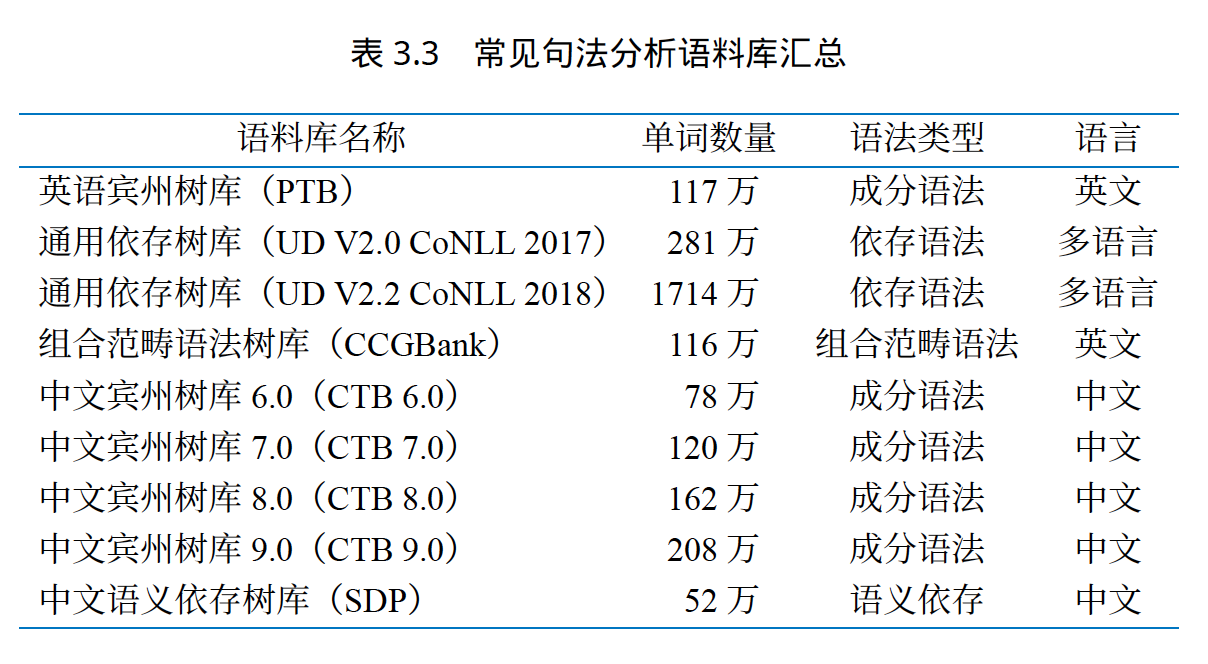 表 3.3 常见句法分析语料库汇总
语料库名称 单词数量 语法类型 语言
英语宾州树库（PTB） 117 万 成分语法 英文
通用依存树库（UD V2.0 CoNLL 2017） 281 万 依存语法 多语言
通用依存树库（UD V2.2 CoNLL 2018） 1714 万 依存语法 多语言
组合范畴语法树库（CCGBank） 116 万 组合范畴语法 英文
中文宾州树库 6.0（CTB 6.0） 78 万 成分语法 中文
中文宾州树库 7.0（CTB 7.0） 120 万 成分语法 中文
中文宾州树库 8.0（CTB 8.0） 162 万 成分语法 中文
中文宾州树库 9.0（CTB 9.0） 208 万 成分语法 中文
中文语义依存树库（SDP） 52 万 语义依存 中文